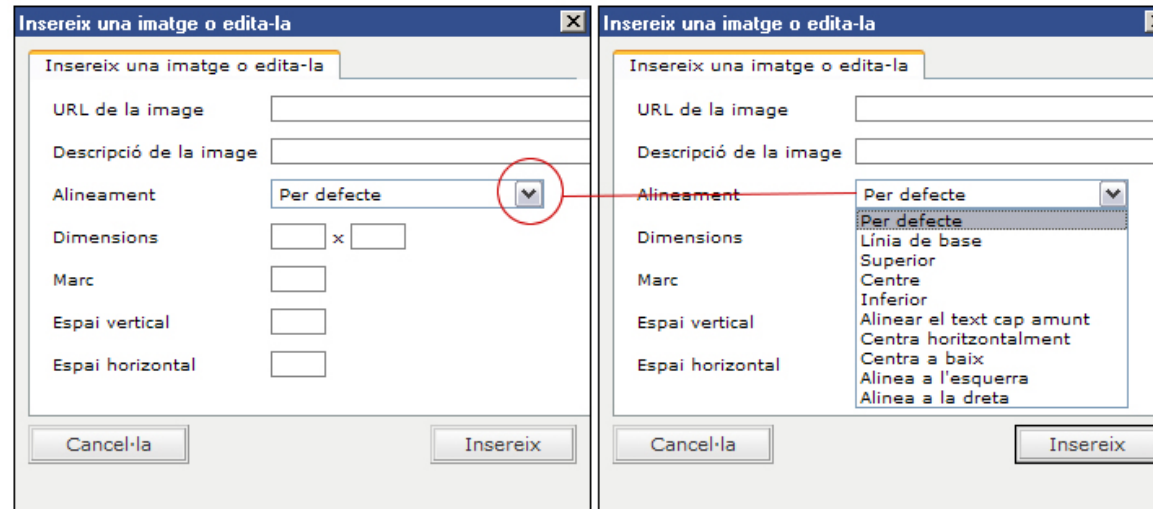 Insereix una imatge o edita-la
Insereix una imatge o edita-la
URL de la image
Descripció de la image
Alineament Per defecte
Dimensions x
Marc
Espai vertical
Espai horizontal
Cancel·la Insereix
Insereix una imatge o edita-la
Insereix una imatge o edita-la
URL de la image
Descripció de la image
Alineament Per defecte
Per defecte
Dimensions Línia de base
Superior
Marc Centre
Inferior
Espai vertical Alinear el text cap amunt
Centra horitzontalment
Espai horizontal Centra a baix
Alinea a l'esquerra
Alinea a la dreta
Cancel·la Insereix